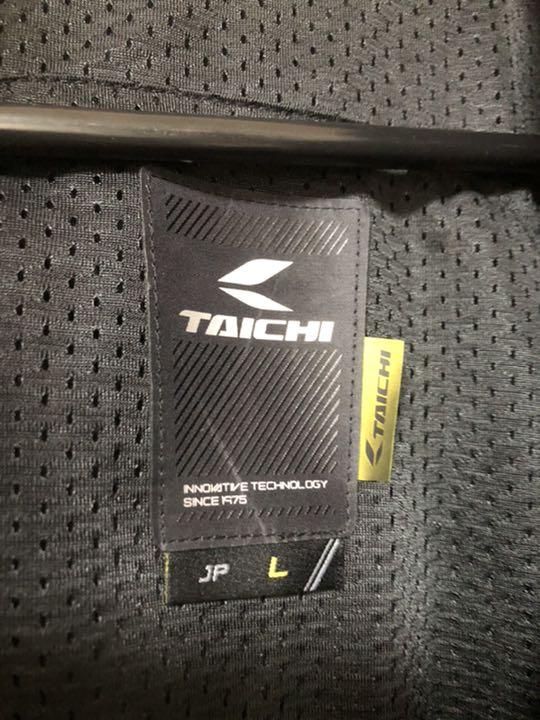 TAICHI
TAICHI
INNOVATIVE TECHNOLOGY
SINCE 1975
JP L